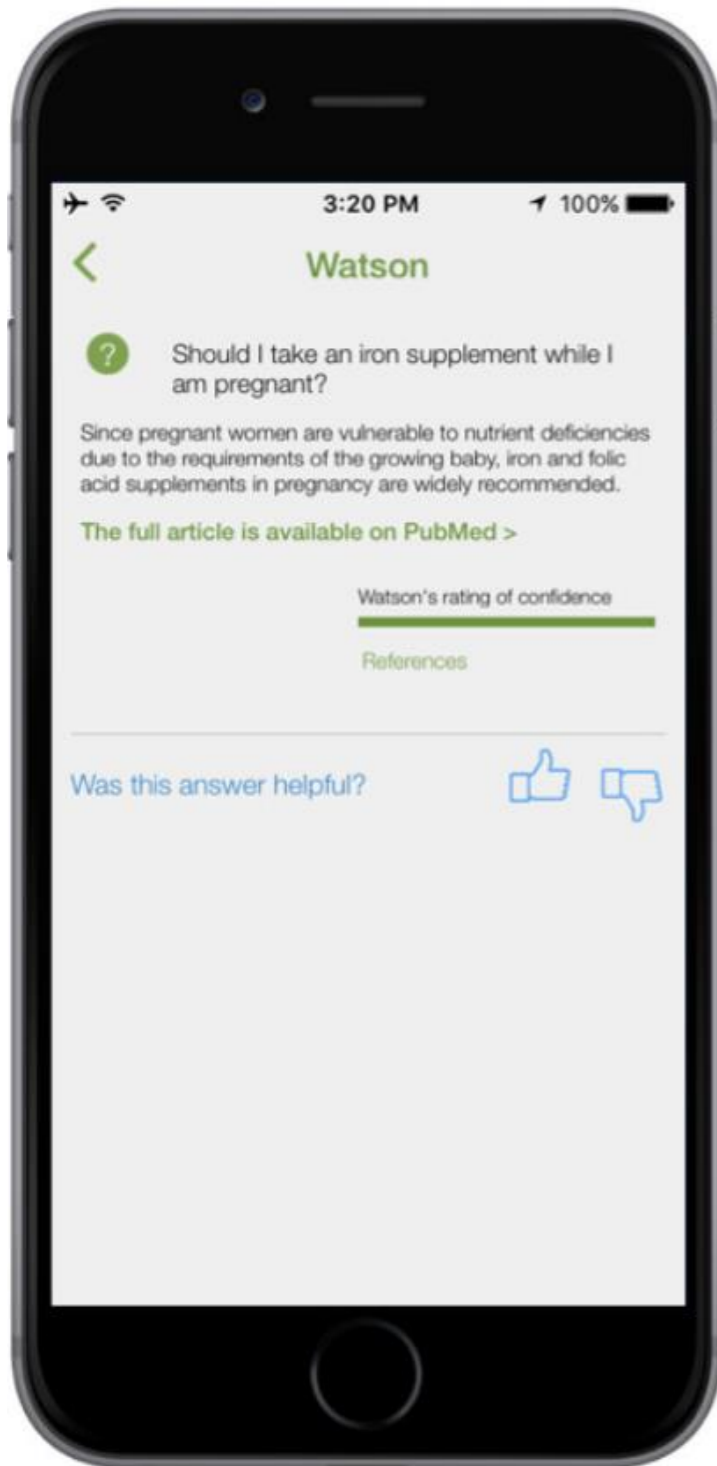 3:20 PM 100%
Watson
? Should I take an iron supplement while I
am pregnant?
Since pregnant women are vulnerable to nutrient deficiencies
due to the requirements of the growing baby, iron and folic
acid supplements in pregnancy are widely recommended.
The full article is available on PubMed >
Watson's rating of confidence
References
Was this answer helpful?